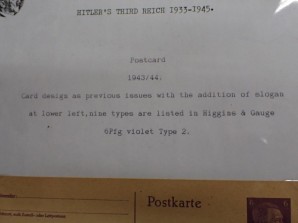 HITLER'S THIRD REICH 1933-1945.
Postcard
1943/44.
Card design as previous issues with the addition of slogan
at lower left,nine types are listed in Higgins & Gauge
6Pfg violet Type 2.
Postkarte
6